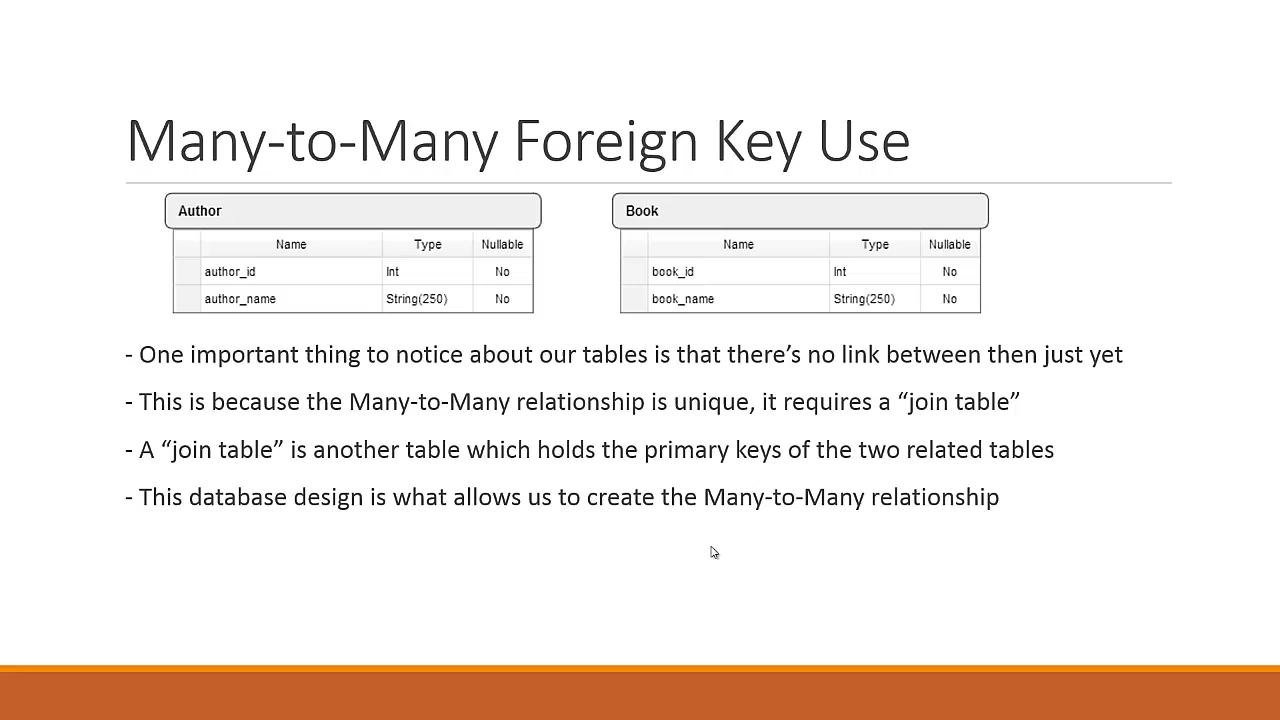 Many-to-Many Foreign Key Use
Author
Name Type Nullable
author_id Int No
author_name String(250) No
Book
Name Type Nullable
book_id Int No
book_name String(250) No
- One important thing to notice about our tables is that there’s no link between then just yet
- This is because the Many-to-Many relationship is unique, it requires a “join table”
- A “join table” is another table which holds the primary keys of the two related tables
- This database design is what allows us to create the Many-to-Many relationship